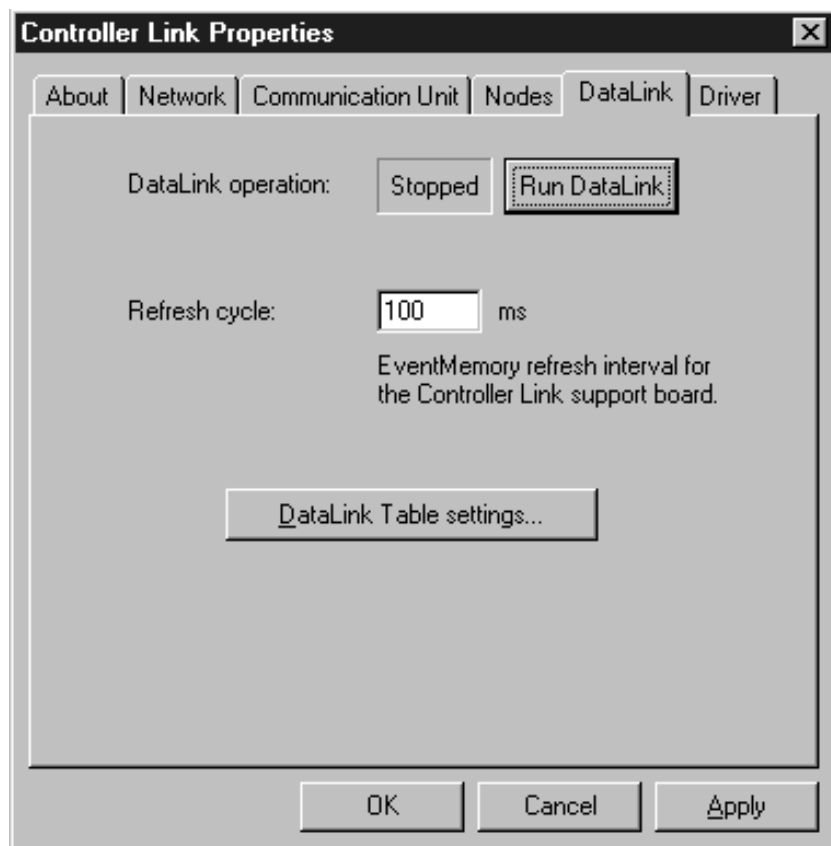 Controller Link Properties
About Network Communication Unit Nodes DataLink Driver
DataLink operation: Stopped Run DataLink
Refresh cycle: 100 ms
EventMemory refresh interval for
the Controller Link support board.
DataLink Table settings...
OK Cancel Apply